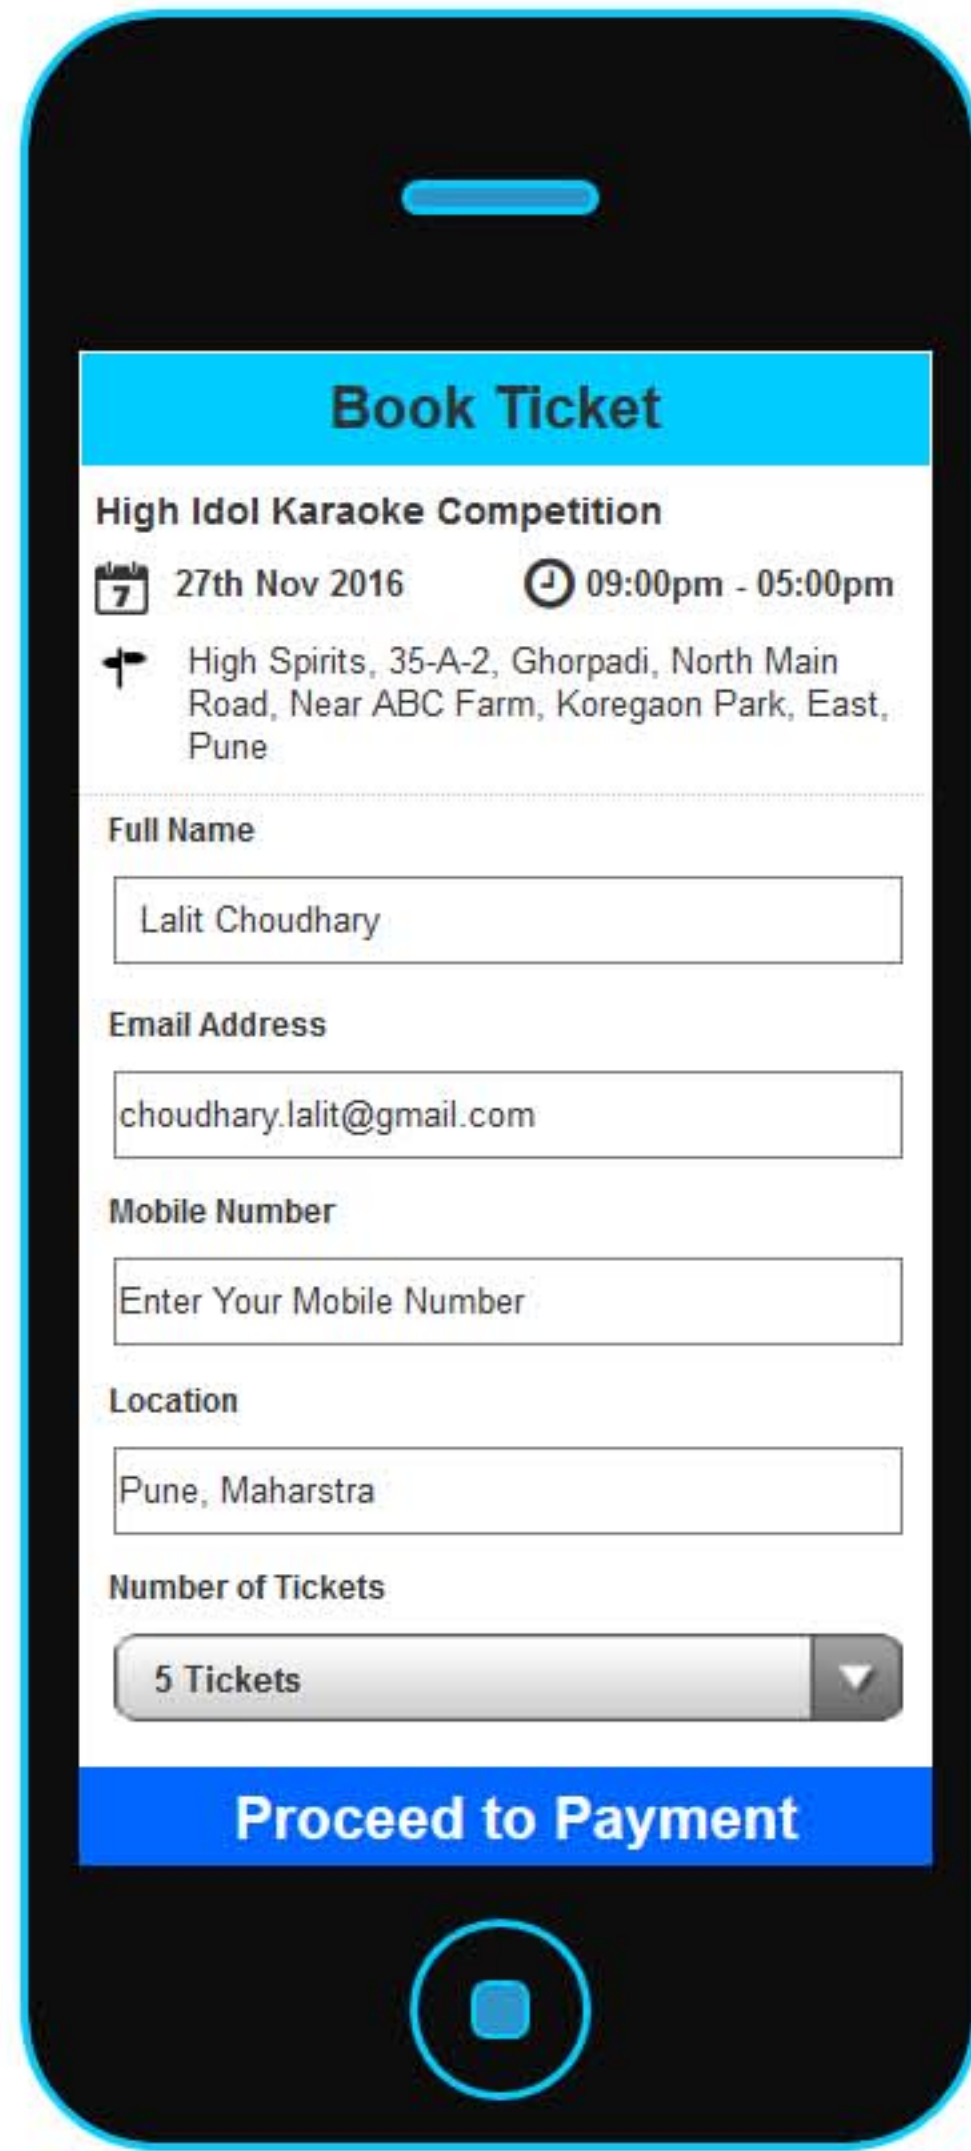 Book Ticket
High Idol Karaoke Competition
7 27th Nov 2016 09:00pm - 05:00pm
High Spirits, 35-A-2, Ghorpadi, North Main
Road, Near ABC Farm, Koregaon Park, East,
Pune
Full Name
Lalit Choudhary
Email Address
choudhary.lalit@gmail.com
Mobile Number
Enter Your Mobile Number
Location
Pune, Maharstra
Number of Tickets
5 Tickets
Proceed to Payment